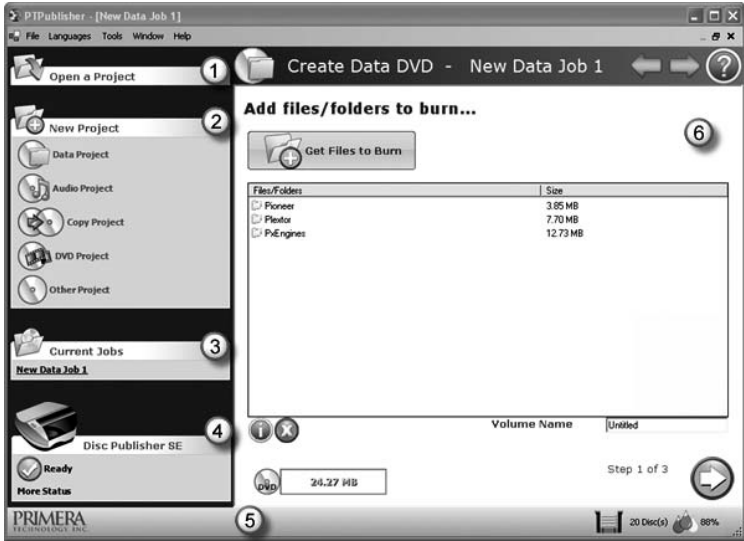 PTPublisher - [New Data Job 1]
File Languages Tools Window Help
Open a Project
1
New Project
2
Data Project
Audio Project
Copy Project
DVD Project
Other Project
Current Jobs
3
New Data Job 1
4
Disc Publisher SE
Ready
More Status
Create Data DVD - New Data Job 1
?
Add files/folders to burn...
6
Get Files to Burn
Files/Folders Size
Pioneer 3.85 MB
Plextor 7.70 MB
PxEngines 12.73 MB
i X
Volume Name Untitled
DVD 24.27 MB
Step 1 of 3
PRIMERA
TECHNOLOGY INC.
5
20 Disc(s) 88%